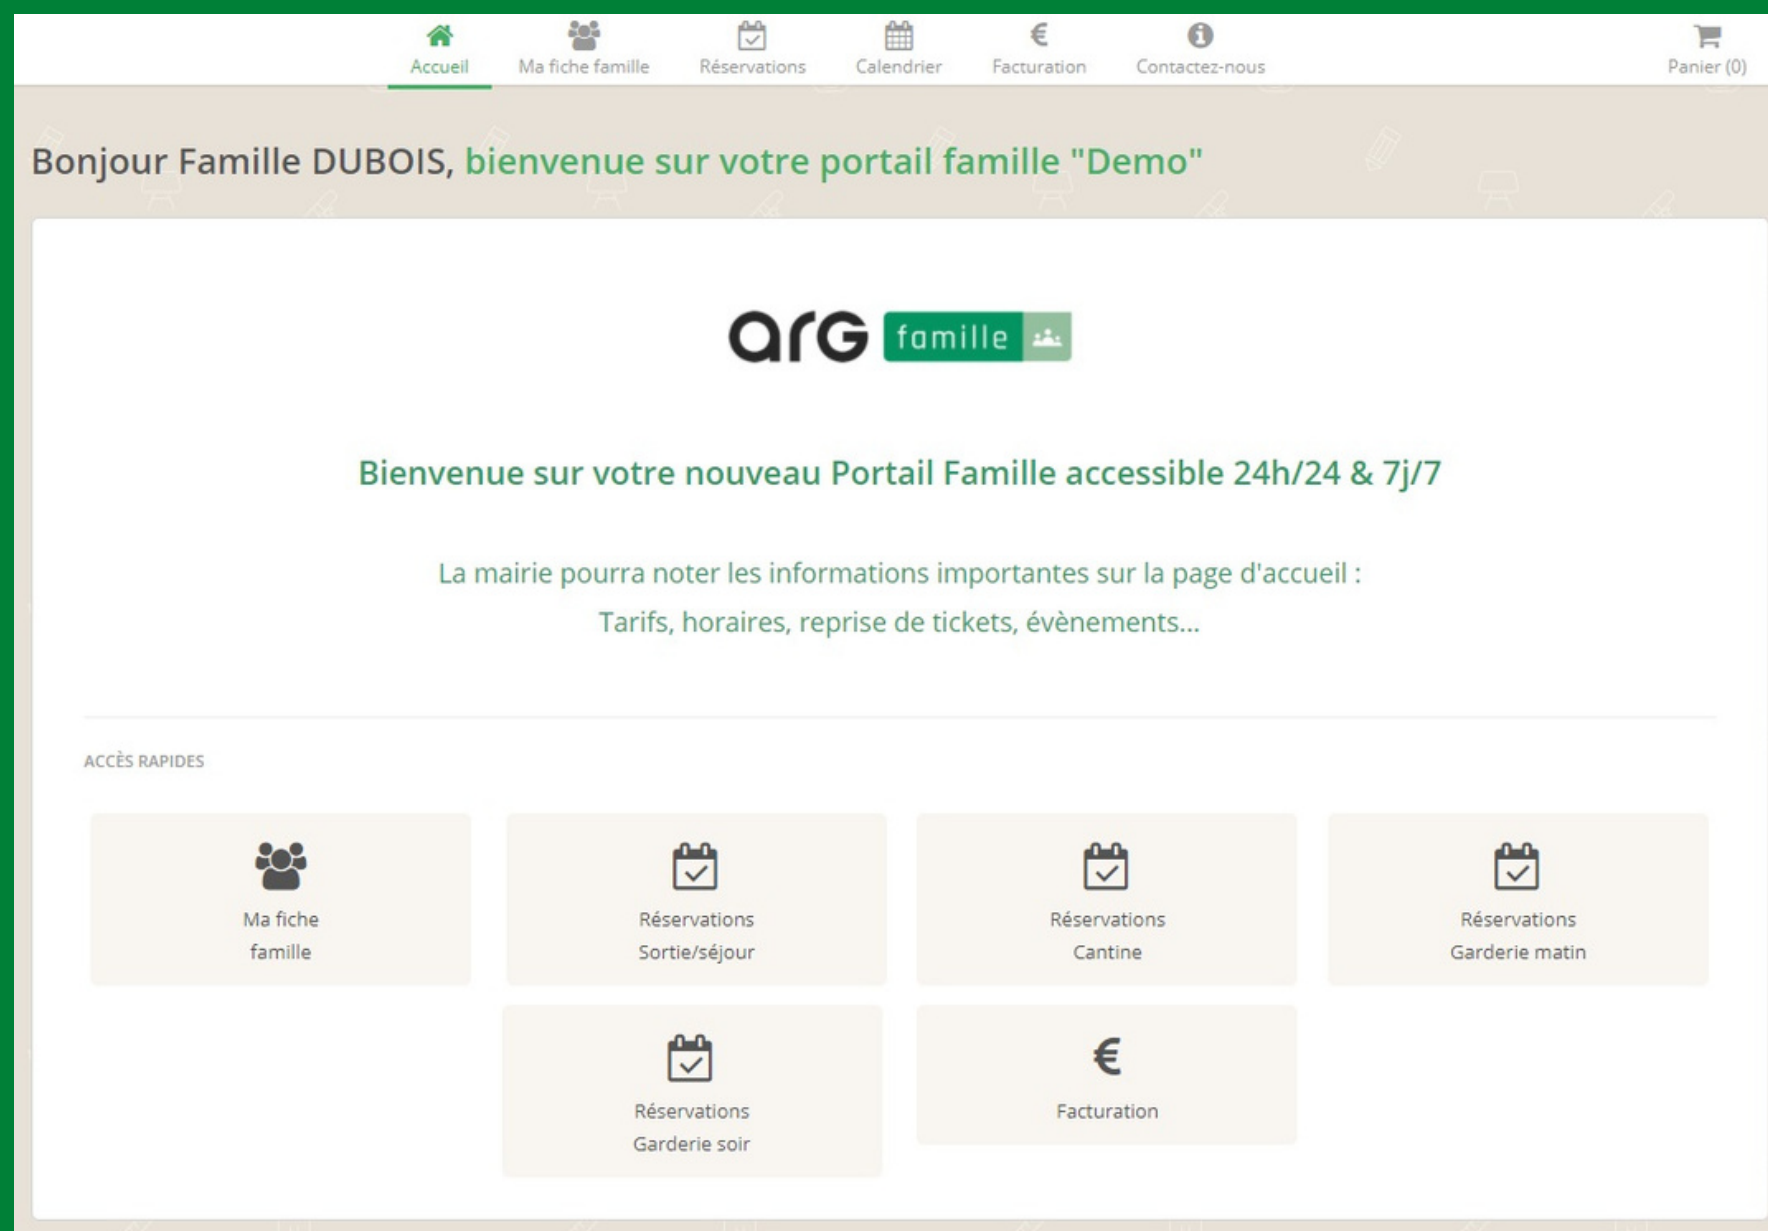 Accueil
Ma fiche famille
Réservations
Calendrier
Facturation
Contactez-nous
Panier (0)
Bonjour Famille DUBOIS, bienvenue sur votre portail famille "Demo"
arG famille
Bienvenue sur votre nouveau Portail Famille accessible 24h/24 & 7j/7
La mairie pourra noter les informations importantes sur la page d'accueil :
Tarifs, horaires, reprise de tickets, évènements...
ACCÈS RAPIDES
Ma fiche
famille
Réservations
Sortie/séjour
Réservations
Cantine
Réservations
Garderie matin
Réservations
Garderie soir
Facturation